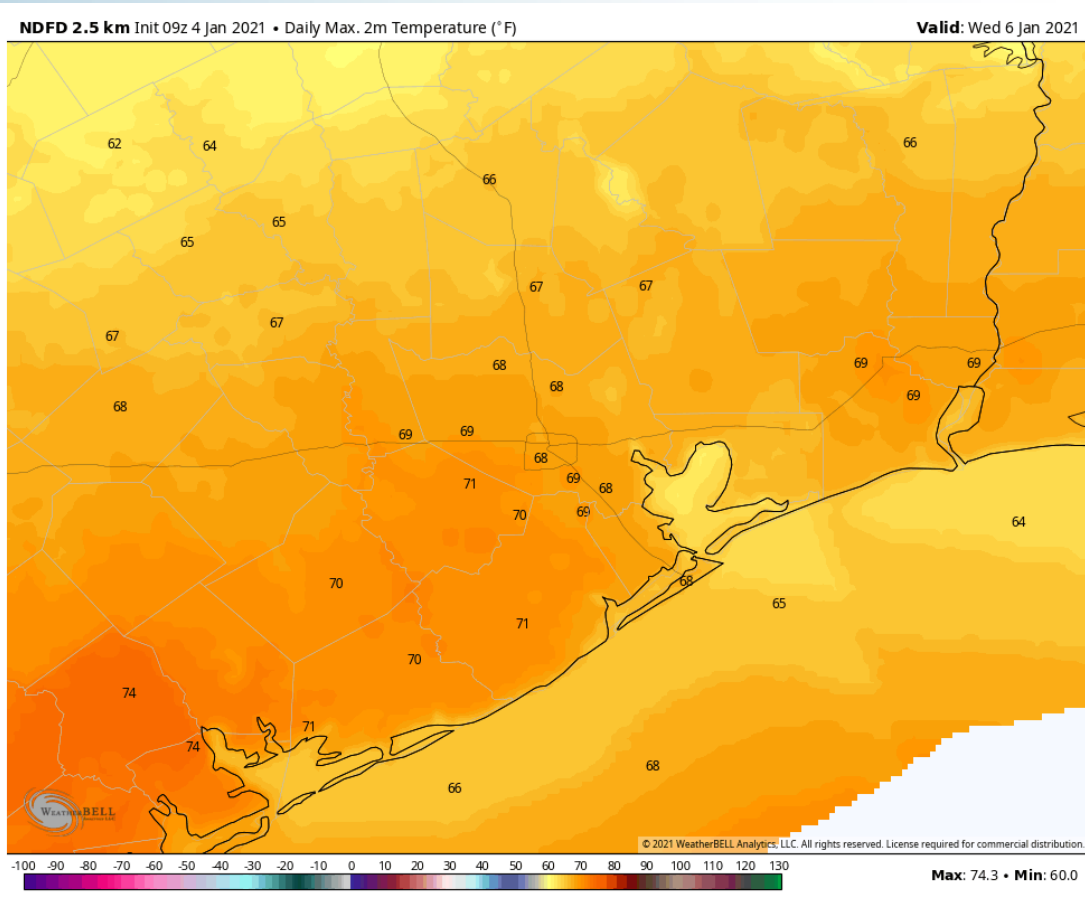 NDFD 2.5 km Init 09z 4 Jan 2021 • Daily Max. 2m Temperature (˚F) Valid: Wed 6 Jan 2021
62 64 66
66
65
65
67 67
67 67
68 69 69
68
69
68
69 69
68
71 69 68
70 69
64
70 68
65
71
70
74
71
74
68
66
WEATHERBELL
© 2021 WeatherBELL Analytics, LLC. All rights reserved. License required for commercial distribution.
-100 -90 -80 -70 -60 -50 -40 -30 -20 -10 0 10 20 30 40 50 60 70 80 90 100 110 120 130
Max: 74.3 • Min: 60.0